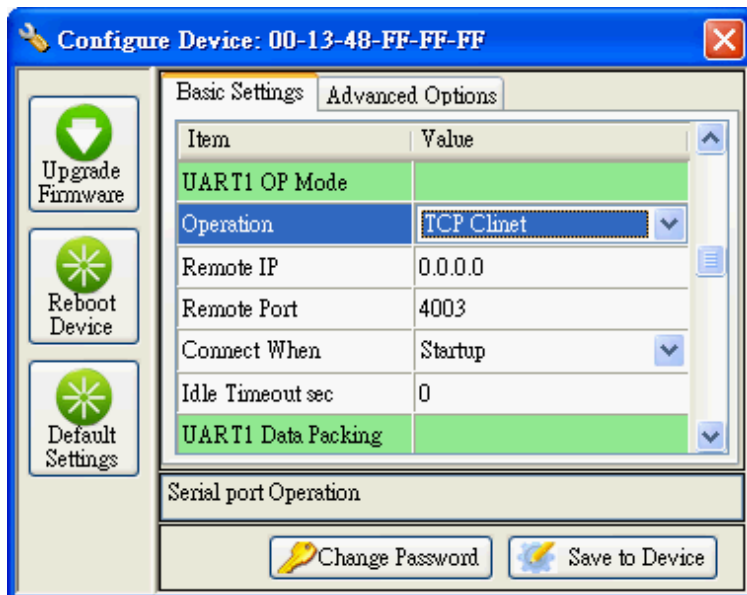 Configure Device: 00-13-48-FF-FF-FF
Upgrade
Firmware
Reboot
Device
Default
Settings
Basic Settings
Advanced Options
Item Value
UART1 OP Mode
Operation TCP Clinet
Remote IP 0.0.0.0
Remote Port 4003
Connect When Startup
Idle Timeout sec 0
UART1 Data Packing
Serial port Operation
Change Password
Save to Device